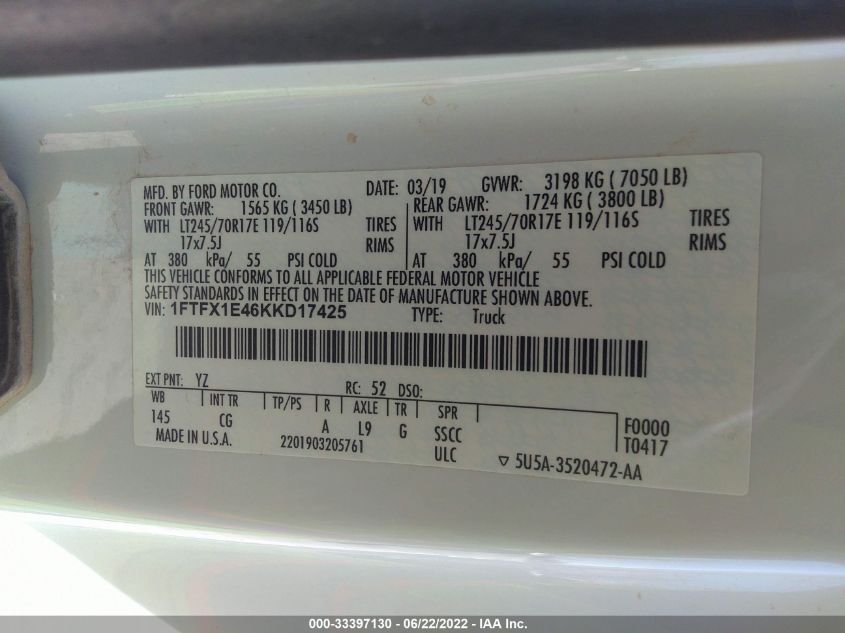 MFD. BY FORD MOTOR CO. DATE: 03/19 GVWR: 3198 KG ( 7050 LB)
FRONT GAWR: 1565 KG ( 3450 LB) REAR GAWR: 1724 KG ( 3800 LB)
WITH LT245/70R17E 119/116S TIRES WITH LT245/70R17E 119/116S TIRES
17x7.5J RIMS 17x7.5J RIMS
AT 380 kPa/ 55 PSI COLD AT 380 kPa/ 55 PSI COLD
THIS VEHICLE CONFORMS TO ALL APPLICABLE FEDERAL MOTOR VEHICLE
SAFETY STANDARDS IN EFFECT ON THE DATE OF MANUFACTURE SHOWN ABOVE.
VIN: 1FTFX1E46KKD17425 TYPE: Truck
EXT PNT: YZ RC: 52 DSO:
WB INT TR TP/PS R AXLE TR SPR
145 CG A L9 G SSCC F0000
MADE IN U.S.A. 2201903205761 ULC T0417
▽ 5U5A-3520472-AA
000-33397130 - 06/22/2022 - IAA Inc.